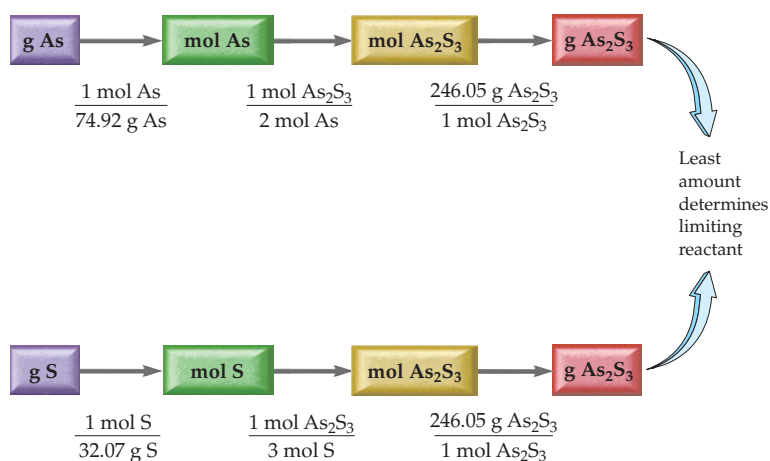 g As mol As mol As₂S₃ g As₂S₃
1 mol As 1 mol As₂S₃ 246.05 g As₂S₃
74.92 g As 2 mol As 1 mol As₂S₃
Least
amount
determines
limiting
reactant
g S mol S mol As₂S₃ g As₂S₃
1 mol S 1 mol As₂S₃ 246.05 g As₂S₃
32.07 g S 3 mol S 1 mol As₂S₃